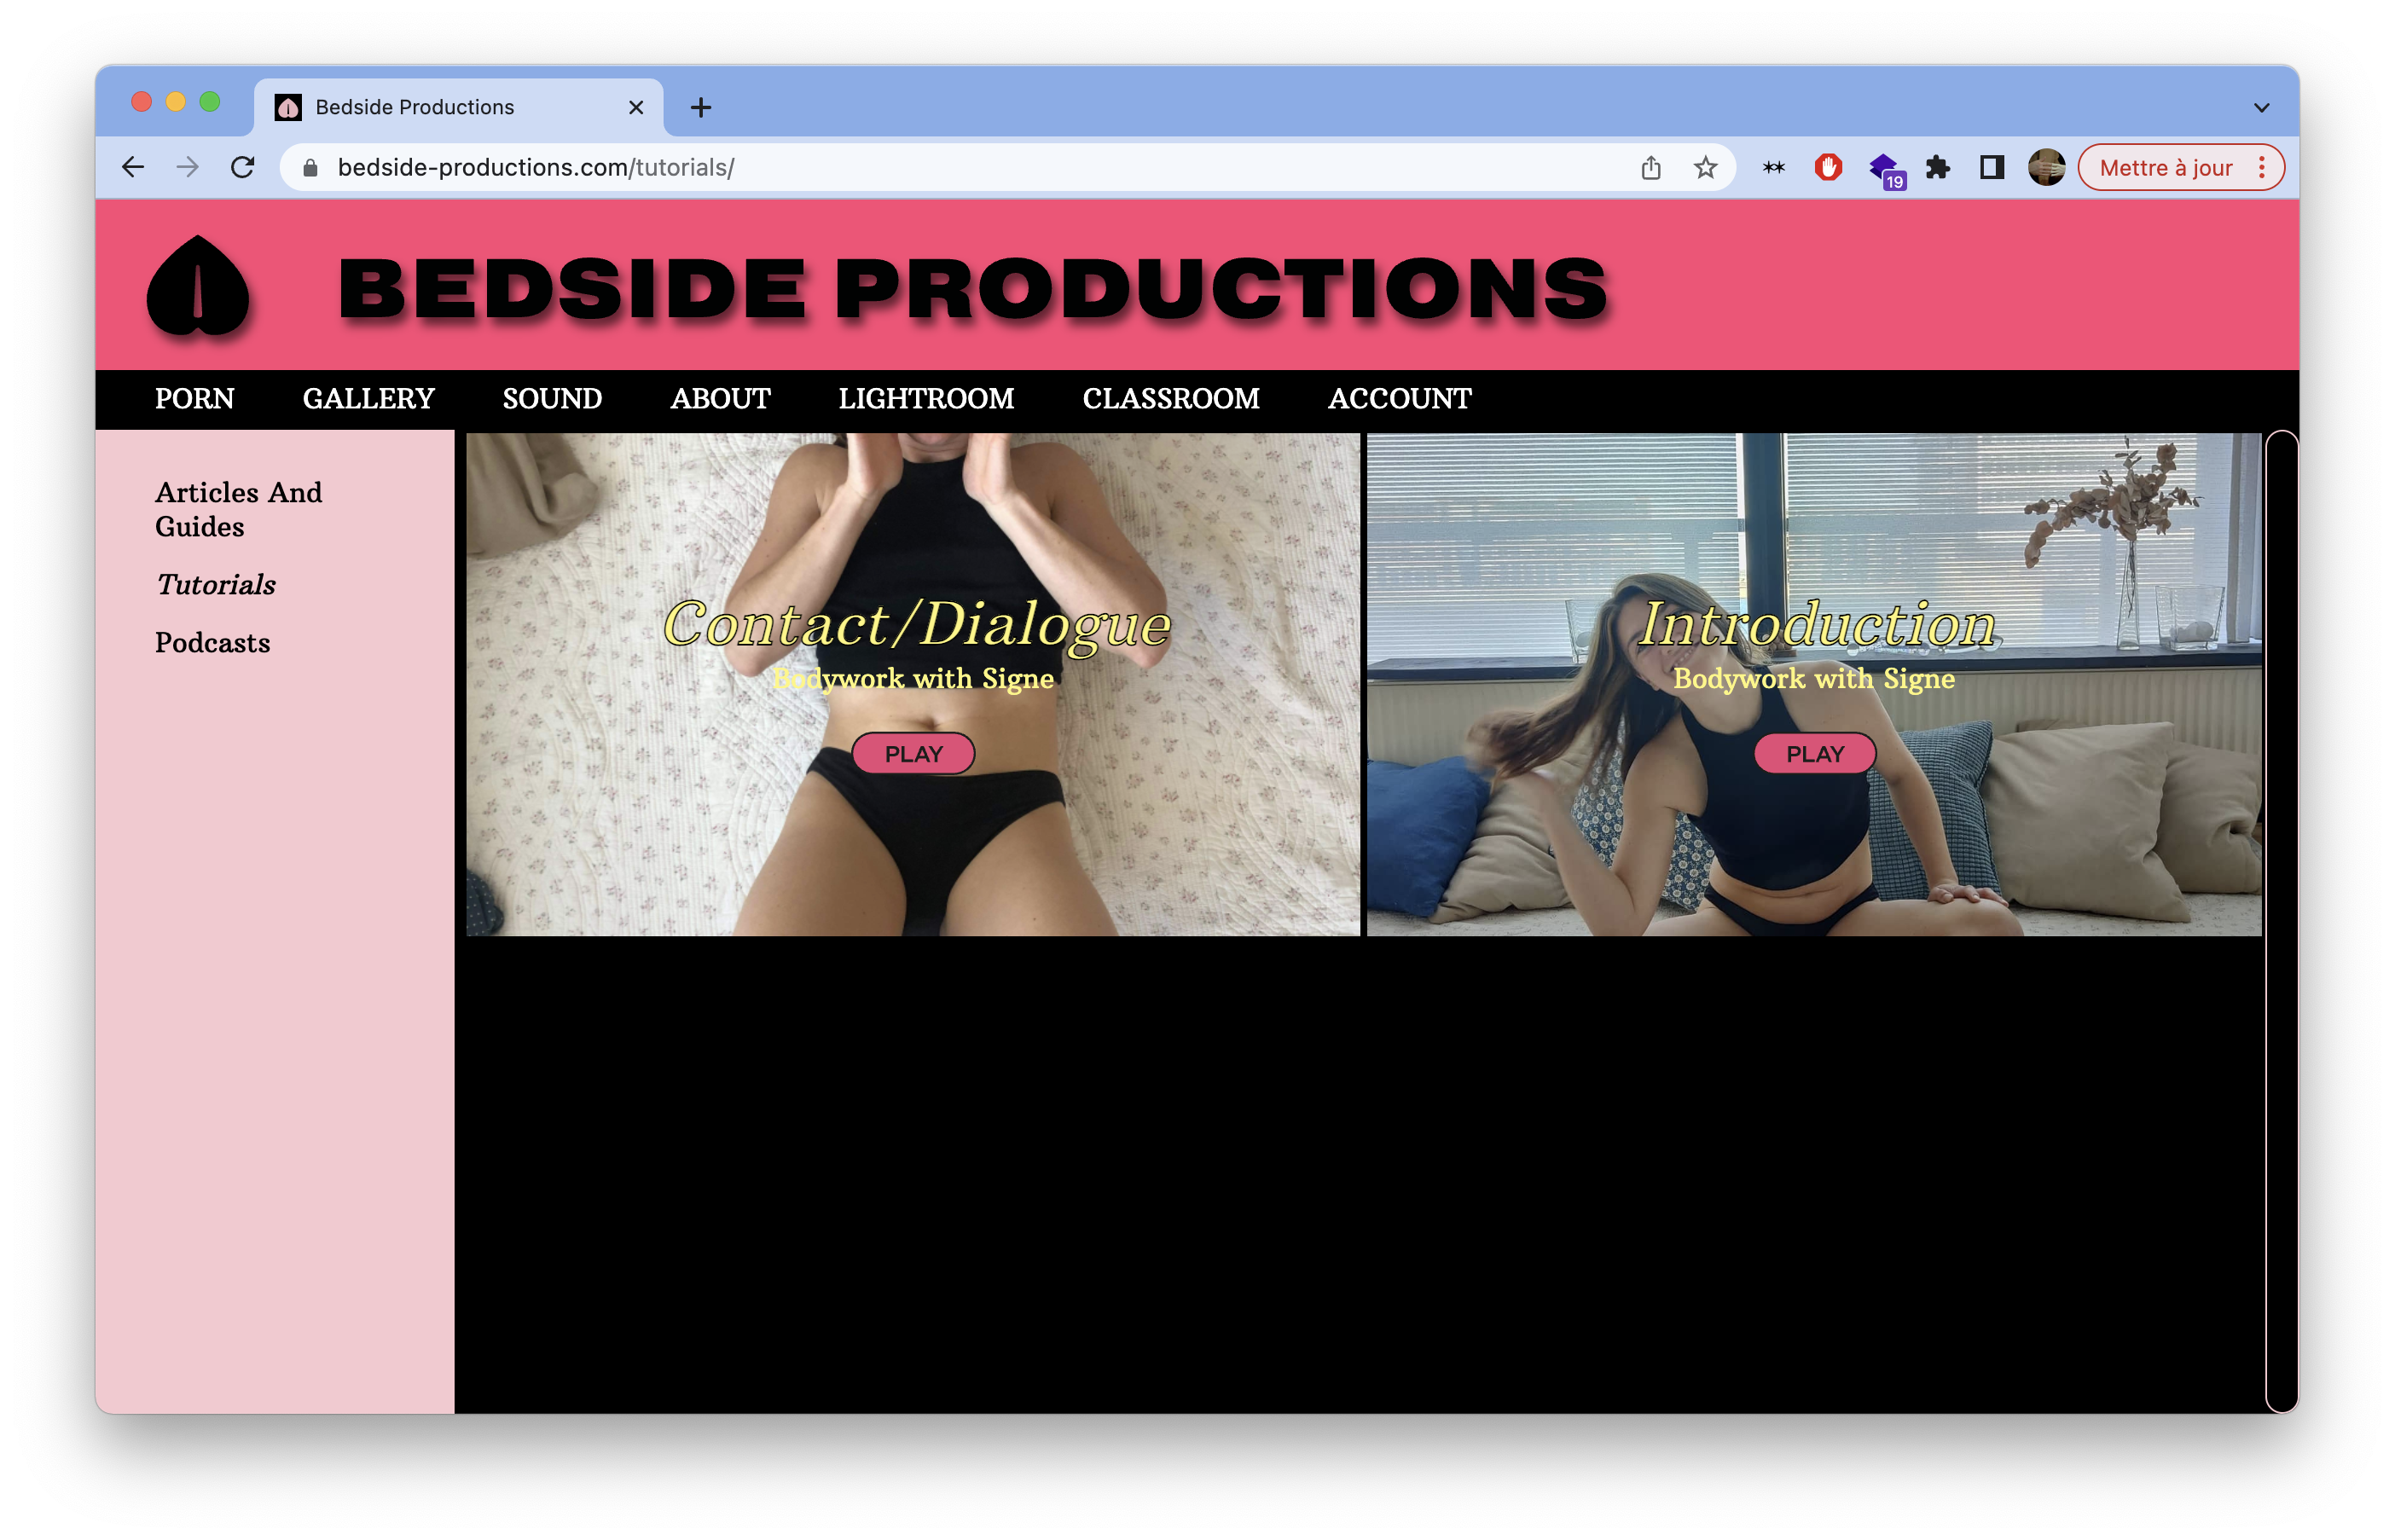 Bedside Productions
bedside-productions.com/tutorials/
19
Mettre à jour
BEDSIDE PRODUCTIONS
PORN GALLERY SOUND ABOUT LIGHTROOM CLASSROOM ACCOUNT
Articles And
Guides
Tutorials
Podcasts
Contact/Dialogue
Bodywork with Signe
PLAY
Introduction
Bodywork with Signe
PLAY